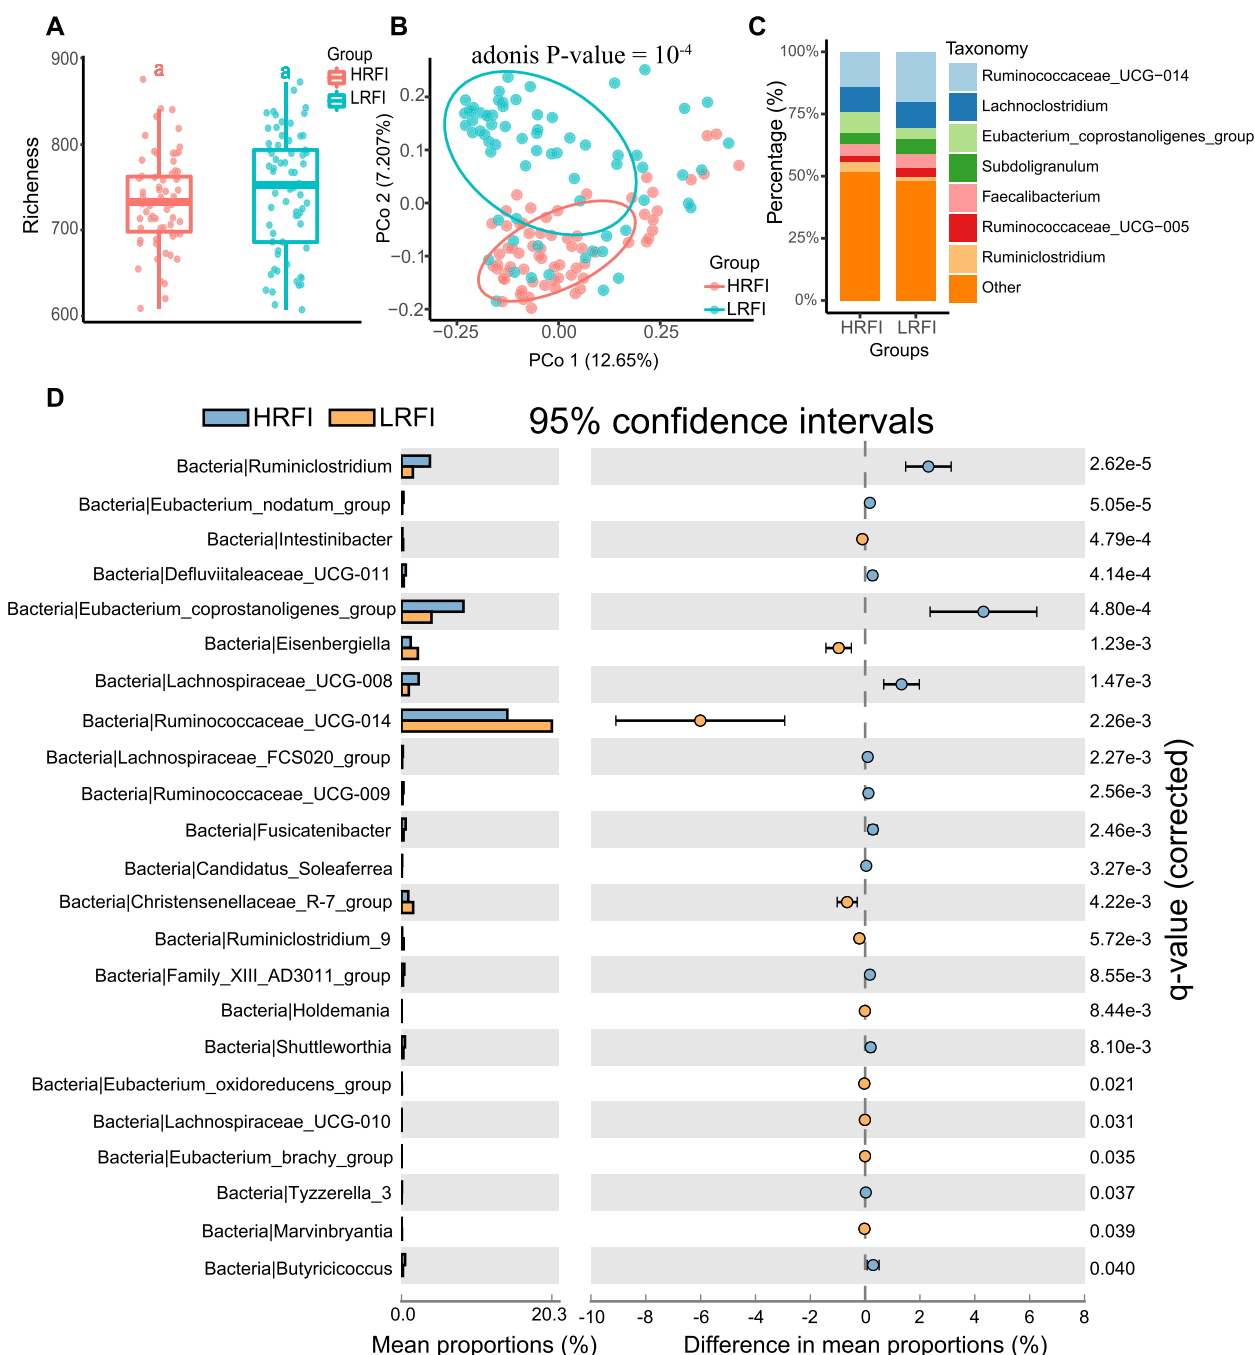 A
Richeness
900
800
700
600
a
a
Group
HRFI
LRFI
B
adonis P-value = 10-4
PCo 2 (7.207%)
0.2
0.1
0.0
−0.1
−0.2
−0.25
0.00
0.25
PCo 1 (12.65%)
Group
HRFI
LRFI
C
Percentage (%)
100%
75%
50%
25%
0%
HRFI
LRFI
Groups
Taxonomy
Ruminococcaceae_UCG−014
Lachnoclostridium
Eubacterium_coprostanoligenes_group
Subdoligranulum
Faecalibacterium
Ruminococcaceae_UCG−005
Ruminiclostridium
Other
D
HRFI
LRFI
95% confidence intervals
Bacteria|Ruminiclostridium 2.62e-5
Bacteria|Eubacterium_nodatum_group 5.05e-5
Bacteria|Intestinibacter 4.79e-4
Bacteria|Defluviitaleaceae_UCG-011 4.14e-4
Bacteria|Eubacterium_coprostanoligenes_group 4.80e-4
Bacteria|Eisenbergiella 1.23e-3
Bacteria|Lachnospiraceae_UCG-008 1.47e-3
Bacteria|Ruminococcaceae_UCG-014 2.26e-3
Bacteria|Lachnospiraceae_FCS020_group 2.27e-3
Bacteria|Ruminococcaceae_UCG-009 2.56e-3
Bacteria|Fusicatenibacter 2.46e-3
Bacteria|Candidatus_Soleaferrea 3.27e-3
Bacteria|Christensenellaceae_R-7_group 4.22e-3
Bacteria|Ruminiclostridium_9 5.72e-3
Bacteria|Family_XIII_AD3011_group 8.55e-3
Bacteria|Holdemania 8.44e-3
Bacteria|Shuttleworthia 8.10e-3
Bacteria|Eubacterium_oxidoreducens_group 0.021
Bacteria|Lachnospiraceae_UCG-010 0.031
Bacteria|Eubacterium_brachy_group 0.035
Bacteria|Tyzzerella_3 0.037
Bacteria|Marvinbryantia 0.039
Bacteria|Butyricicoccus 0.040
q-value (corrected)
0.0 20.3
-10 -8 -6 -4 -2 0 2 4 6 8
Mean proportions (%)
Difference in mean proportions (%)